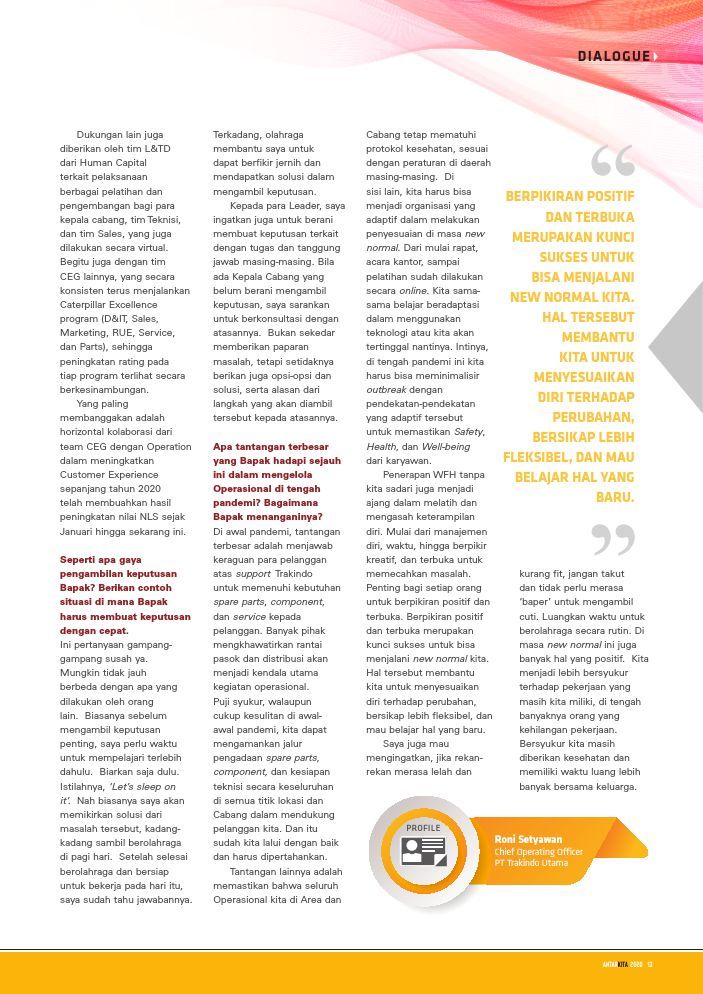 DIALOGUE
Dukungan lain juga
diberikan oleh tim L&TD
dari Human Capital
terkait pelaksanaan
berbagai pelatihan dan
pengembangan bagi para
kepala cabang, tim Teknisi,
dan tim Sales, yang juga
dilakukan secara virtual.
Begitu juga dengan tim
CEG lainnya, yang secara
konsisten terus menjalankan
Caterpillar Excellence
program (D&IT, Sales,
Marketing, RUE, Service,
dan Parts), sehingga
peningkatan rating pada
tiap program terlihat secara
berkesinambungan.
Yang paling
membanggakan adalah
horizontal kolaborasi dari
team CEG dengan Operation
dalam meningkatkan
Customer Experience
sepanjang tahun 2020
telah membuahkan hasil
peningkatan nilai NLS sejak
Januari hingga sekarang ini.
Seperti apa gaya
pengambilan keputusan
Bapak? Berikan contoh
situasi di mana Bapak
harus membuat keputusan
dengan cepat.
Ini pertanyaan gampang-
gampang susah ya.
Mungkin tidak jauh
berbeda dengan apa yang
dilakukan oleh orang
lain.  Biasanya sebelum
mengambil keputusan
penting, saya perlu waktu
untuk mempelajari terlebih
dahulu.  Biarkan saja dulu.
Istilahnya, 'Let's sleep on
it'.  Nah biasanya saya akan
memikirkan solusi dari
masalah tersebut, kadang-
kadang sambil berolahraga
di pagi hari.  Setelah selesai
berolahraga dan bersiap
untuk bekerja pada hari itu,
saya sudah tahu jawabannya.
Terkadang, olahraga
membantu saya untuk
dapat berfikir jernih dan
mendapatkan solusi dalam
mengambil keputusan.
Kepada para Leader, saya
ingatkan juga untuk berani
membuat keputusan terkait
dengan tugas dan tanggung
jawab masing-masing. Bila
ada Kepala Cabang yang
belum berani mengambil
keputusan, saya sarankan
untuk berkonsultasi dengan
atasannya.  Bukan sekedar
memberikan paparan
masalah, tetapi setidaknya
berikan juga opsi-opsi dan
solusi, serta alasan dari
langkah yang akan diambil
tersebut kepada atasannya.
Apa tantangan terbesar
yang Bapak hadapi sejauh
ini dalam mengelola
Operasional di tengah
pandemi? Bagaimana
Bapak menanganinya?
Di awal pandemi, tantangan
terbesar adalah menjawab
keraguan para pelanggan
atas support Trakindo
untuk memenuhi kebutuhan
spare parts, component,
dan service kepada
pelanggan. Banyak pihak
mengkhawatirkan rantai
pasok dan distribusi akan
menjadi kendala utama
kegiatan operasional.
Puji syukur, walaupun
cukup kesulitan di awal-
awal pandemi, kita dapat
mengamankan jalur
pengadaan spare parts,
component, dan kesiapan
teknisi secara keseluruhan
di semua titik lokasi dan
Cabang dalam mendukung
pelanggan kita. Dan itu
sudah kita lalui dengan baik
dan harus dipertahankan.
Tantangan lainnya adalah
memastikan bahwa seluruh
Operasional kita di Area dan
Cabang tetap mematuhi
protokol kesehatan, sesuai
dengan peraturan di daerah
masing-masing.  Di
sisi lain, kita harus bisa
menjadi organisasi yang
adaptif dalam melakukan
penyesuaian di masa new
normal. Dari mulai rapat,
acara kantor, sampai
pelatihan sudah dilakukan
secara online. Kita sama-
sama belajar beradaptasi
dalam menggunakan
teknologi atau kita akan
tertinggal nantinya. Intinya,
di tengah pandemi ini kita
harus bisa meminimalisir
outbreak dengan
pendekatan-pendekatan
yang adaptif tersebut
untuk memastikan Safety,
Health, dan Well-being
dari karyawan.
Penerapan WFH tanpa
kita sadari juga menjadi
ajang dalam melatih dan
mengasah keterampilan
diri. Mulai dari manajemen
diri, waktu, hingga berpikir
kreatif, dan terbuka untuk
memecahkan masalah.
Penting bagi setiap orang
untuk berpikiran positif dan
terbuka. Berpikiran positif
dan terbuka merupakan
kunci sukses untuk bisa
menjalani new normal kita.
Hal tersebut membantu
kita untuk menyesuaikan
diri terhadap perubahan,
bersikap lebih fleksibel, dan
mau belajar hal yang baru.
Saya juga mau
mengingatkan, jika rekan-
rekan merasa lelah dan
“
BERPIKIRAN POSITIF
DAN TERBUKA
MERUPAKAN KUNCI
SUKSES UNTUK
BISA MENJALANI
NEW NORMAL KITA.
HAL TERSEBUT
MEMBANTU
KITA UNTUK
MENYESUAIKAN
DIRI TERHADAP
PERUBAHAN,
BERSIKAP LEBIH
FLEKSIBEL, DAN MAU
BELAJAR HAL YANG
BARU.
”
kurang fit, jangan takut
dan tidak perlu merasa
'baper' untuk mengambil
cuti. Luangkan waktu untuk
berolahraga secara rutin. Di
masa new normal ini juga
banyak hal yang positif.  Kita
menjadi lebih bersyukur
terhadap pekerjaan yang
masih kita miliki, di tengah
banyaknya orang yang
kehilangan pekerjaan.
Bersyukur kita masih
diberikan kesehatan dan
memiliki waktu luang lebih
banyak bersama keluarga.
PROFILE
Roni Setyawan
Chief Operating Officer
PT Trakindo Utama
ANTARKITA 2020 13